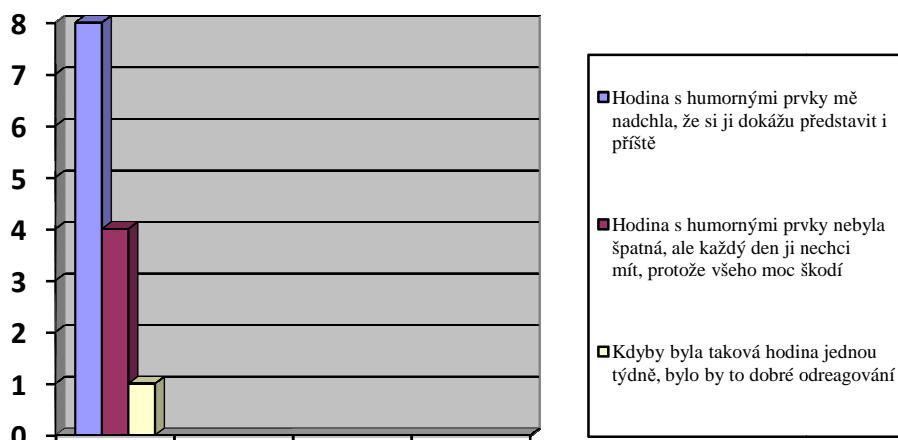 8
7
6
5
4
3
2
1
0
Hodina s humornými prvky mě
nadchla, že si ji dokážu představit i
příště
Hodina s humornými prvky nebyla
špatná, ale každý den ji nechci
mít, protože všeho moc škodí
Kdyby byla taková hodina jednou
týdně, bylo by to dobré odreagování